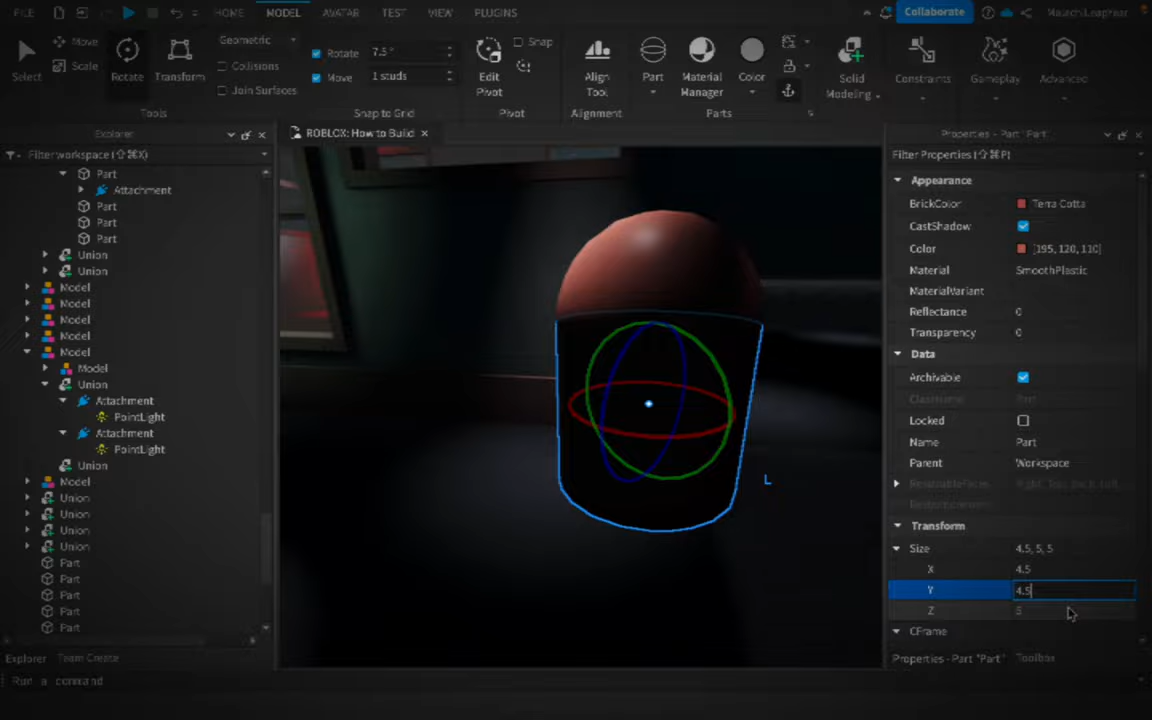 FILE HOME MODEL AVATAR TEST VIEW PLUGINS Collaborate
Select
Move
Scale
Rotate
Transform
Tools
Geometric
Collisions
Join Surfaces
Rotate 7.5 °
Move 1 studs
Snap to Grid
Edit Pivot
Snap
Pivot
Align Tool
Alignment
Part
Material Manager
Color
Parts
Solid Modeling
Constraints
Gameplay
Advanced
Explorer
Filter workspace (⇧⌘X)
Part
Attachment
Part
Part
Part
Union
Union
Model
Model
Model
Model
Model
Model
Union
Attachment
PointLight
Attachment
PointLight
Union
Model
Union
Union
Union
Union
Part
Part
Part
Part
Part
Explorer Team Create
Run a command
ROBLOX: How to Build
L
Properties - Part "Part"
Filter Properties (⇧⌘P)
Appearance
BrickColor Terra Cotta
CastShadow
Color [195, 120, 110]
Material SmoothPlastic
MaterialVariant
Reflectance 0
Transparency 0
Data
Archivable
Locked
Name Part
Parent Workspace
Transform
Size 4.5, 5, 5
X 4.5
Y 4.5
Z 5
CFrame
Properties - Part "Part" Toolbox